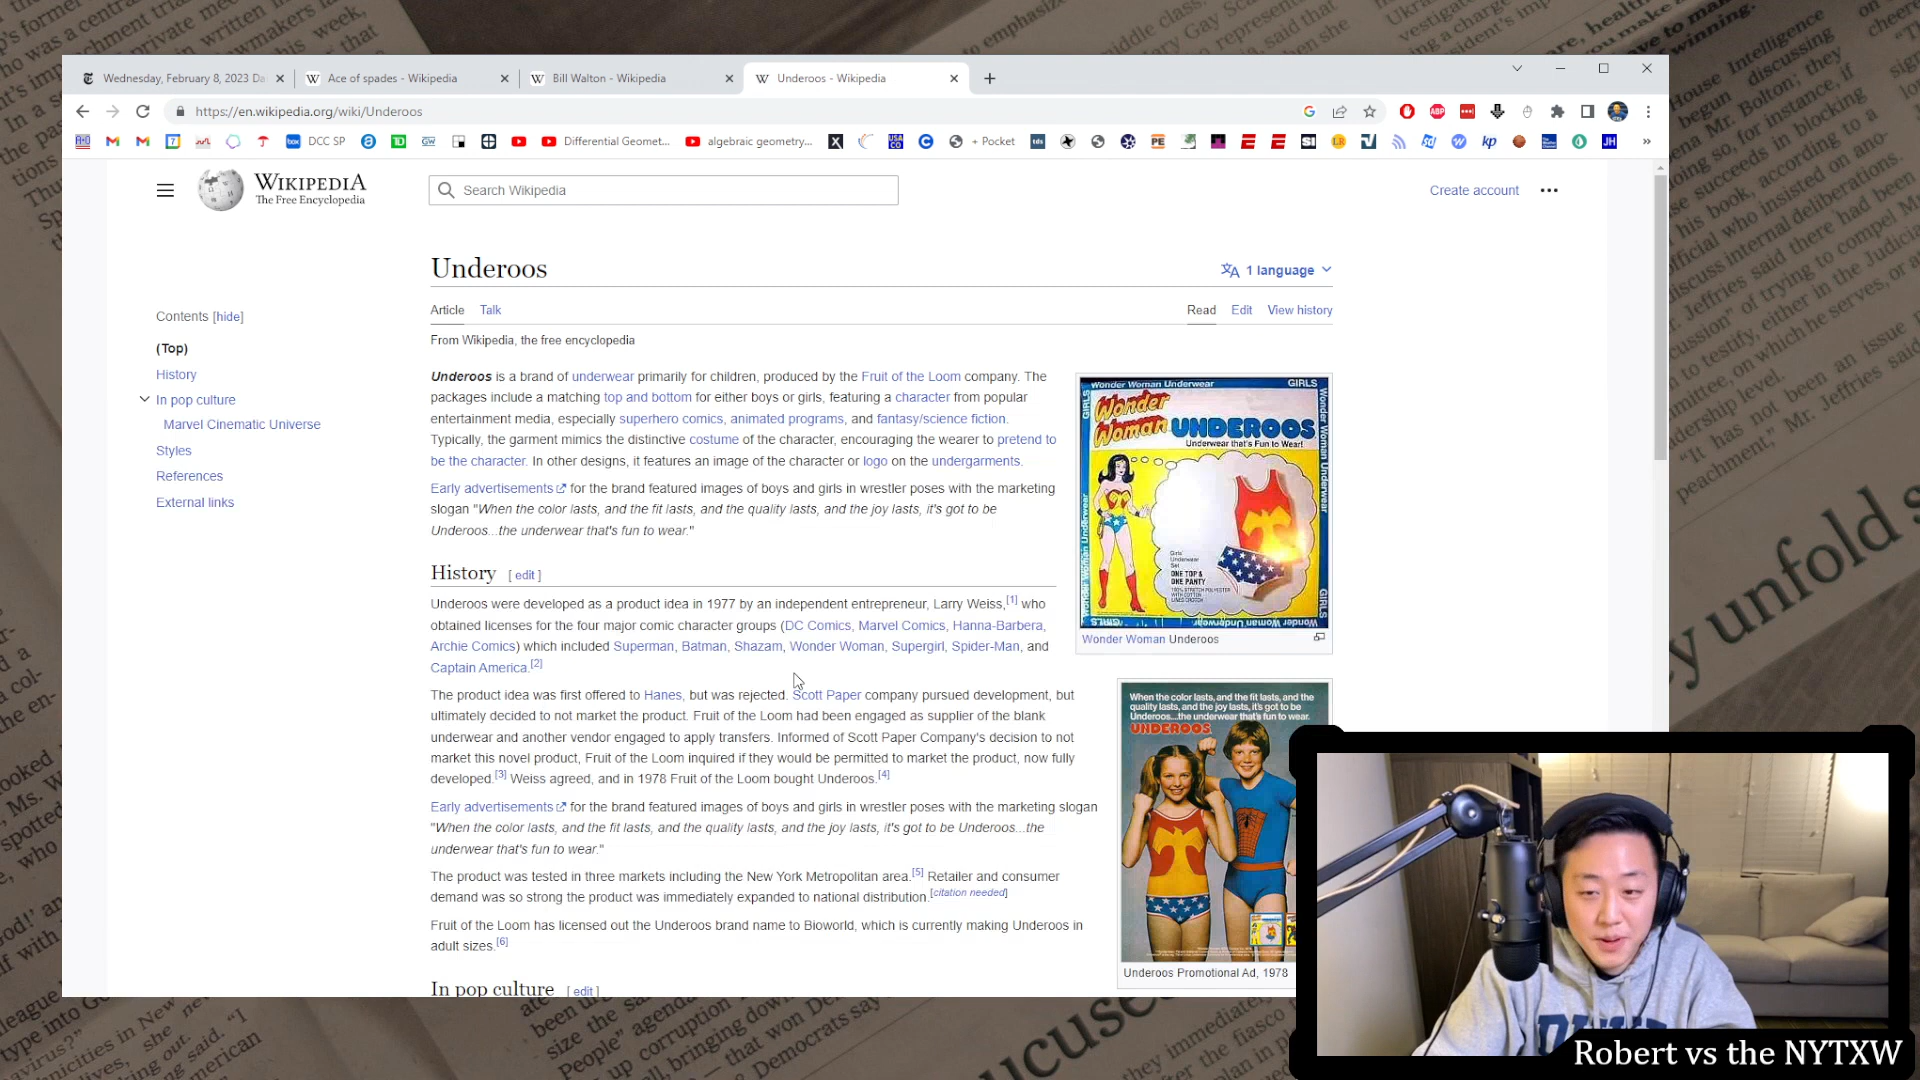 Wednesday, February 8, 2023 Da
Ace of spades - Wikipedia
Bill Walton - Wikipedia
Underoos - Wikipedia
https://en.wikipedia.org/wiki/Underoos
DCC SP
Differential Geomet...
algebraic geometry...
+ Pocket
WIKIPEDIA
The Free Encyclopedia
Search Wikipedia
Create account
Underoos
1 language
Contents [hide]
(Top)
History
In pop culture
Marvel Cinematic Universe
Styles
References
External links
Article Talk
Read Edit View history
From Wikipedia, the free encyclopedia
Underoos is a brand of underwear primarily for children, produced by the Fruit of the Loom company. The
packages include a matching top and bottom for either boys or girls, featuring a character from popular
entertainment media, especially superhero comics, animated programs, and fantasy/science fiction.
Typically, the garment mimics the distinctive costume of the character, encouraging the wearer to pretend to
be the character. In other designs, it features an image of the character or logo on the undergarments.
Early advertisements for the brand featured images of boys and girls in wrestler poses with the marketing
slogan "When the color lasts, and the fit lasts, and the quality lasts, and the joy lasts, it's got to be
Underoos...the underwear that's fun to wear."
History [ edit ]
Underoos were developed as a product idea in 1977 by an independent entrepreneur, Larry Weiss,[1] who
obtained licenses for the four major comic character groups (DC Comics, Marvel Comics, Hanna-Barbera,
Archie Comics) which included Superman, Batman, Shazam, Wonder Woman, Supergirl, Spider-Man, and
Captain America.[2]
The product idea was first offered to Hanes, but was rejected. Scott Paper company pursued development, but
ultimately decided to not market the product. Fruit of the Loom had been engaged as supplier of the blank
underwear and another vendor engaged to apply transfers. Informed of Scott Paper Company's decision to not
market this novel product, Fruit of the Loom inquired if they would be permitted to market the product, now fully
developed.[3] Weiss agreed, and in 1978 Fruit of the Loom bought Underoos.[4]
Early advertisements for the brand featured images of boys and girls in wrestler poses with the marketing slogan
"When the color lasts, and the fit lasts, and the quality lasts, and the joy lasts, it's got to be Underoos...the
underwear that's fun to wear."
The product was tested in three markets including the New York Metropolitan area.[5] Retailer and consumer
demand was so strong the product was immediately expanded to national distribution.[citation needed]
Fruit of the Loom has licensed out the Underoos brand name to Bioworld, which is currently making Underoos in
adult sizes.[6]
In pop culture [ edit ]
Wonder Woman Underwear
GIRLS
Wonder
Woman UNDEROOS
Underwear that's Fun to Wear!
ONE TOP &
ONE PANTY
Wonder Woman Underoos
When the color lasts, and the fit lasts, and the
quality lasts, and the joy lasts, it's got to be
Underoos...the underwear that's fun to wear.
UNDEROOS
Underoos Promotional Ad, 1978
Robert vs the NYTXW